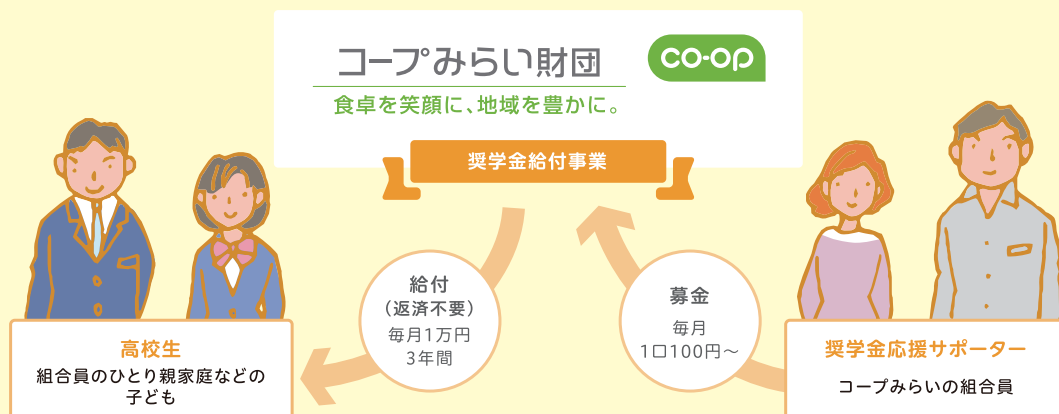 コープみらい財団
co-op
食卓を笑顔に、地域を豊かに。
奨学金給付事業
給付
（返済不要）
毎月1万円
3年間
募金
毎月
1口100円～
高校生
組合員のひとり親家庭などの
子ども
奨学金応援サポーター
コープみらいの組合員